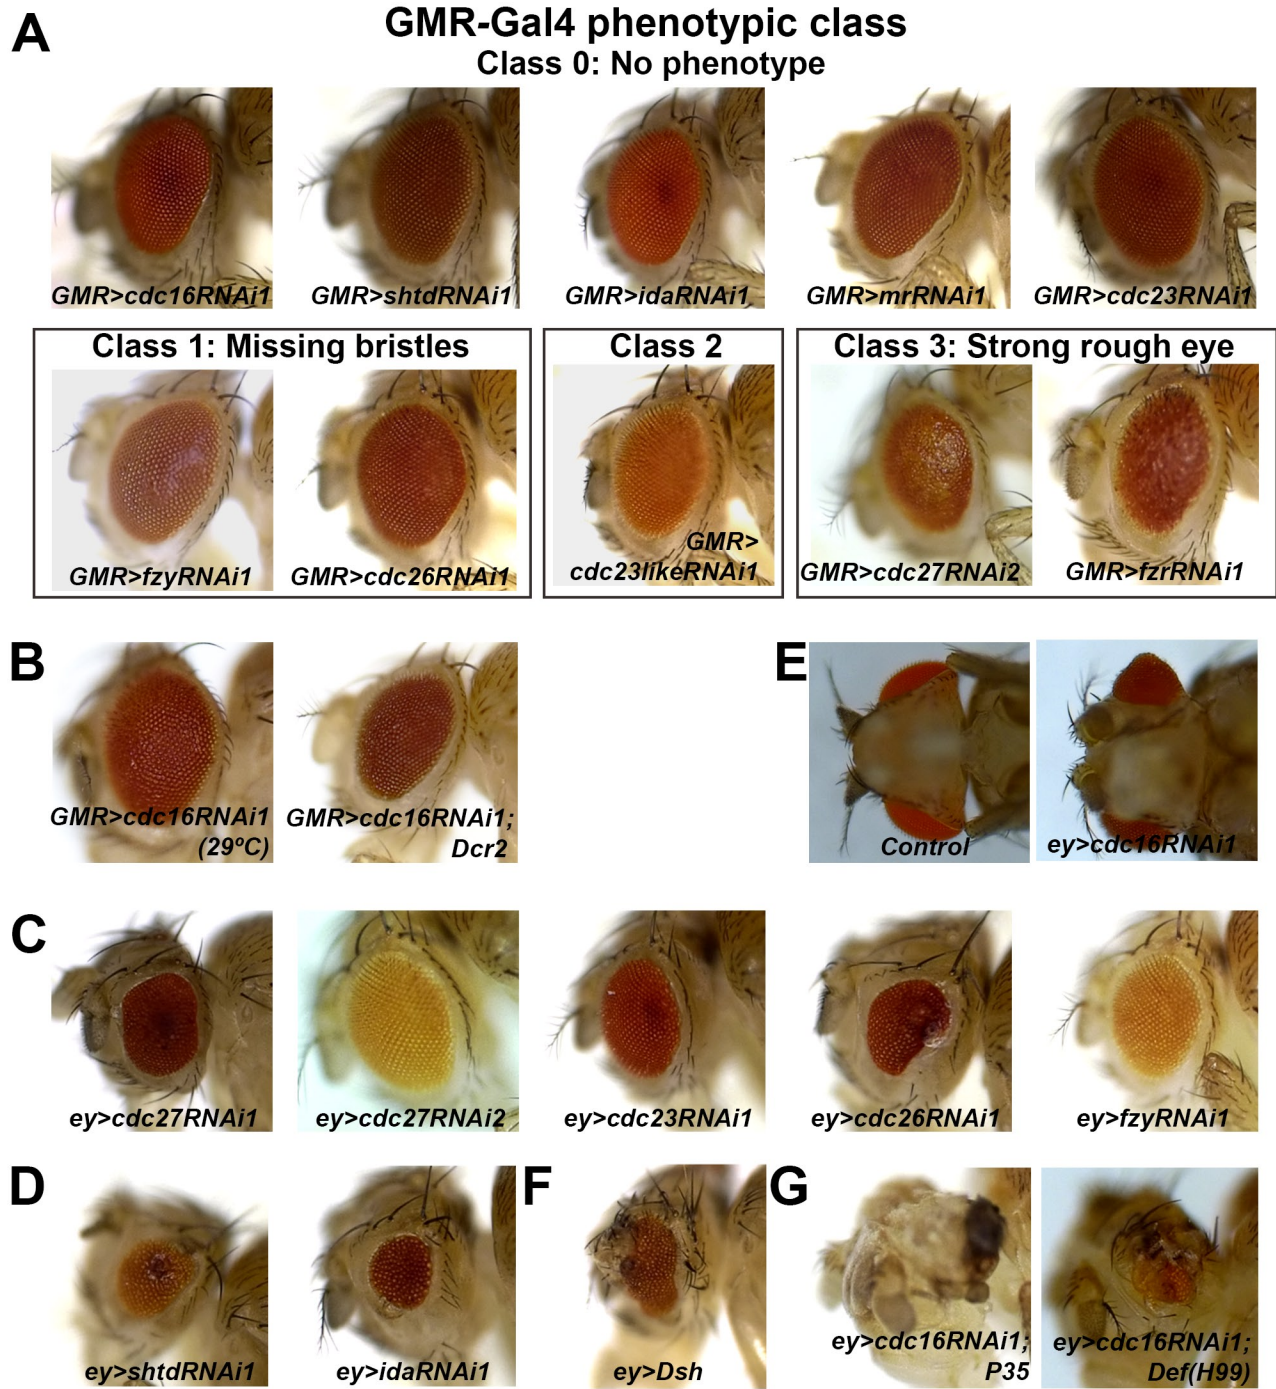 A
GMR-Gal4 phenotypic class
Class 0: No phenotype
GMR>cdc16RNAi1
GMR>shtdRNAi1
GMR>idaRNAi1
GMR>mrRNAi1
GMR>cdc23RNAi1
Class 1: Missing bristles
Class 2
Class 3: Strong rough eye
GMR>fzyRNAi1
GMR>cdc26RNAi1
GMR>
cdc23likeRNAi1
GMR>cdc27RNAi2
GMR>fzrRNAi1
B
GMR>cdc16RNAi1
(29ºC)
GMR>cdc16RNAi1;
Dcr2
E
Control
ey>cdc16RNAi1
C
ey>cdc27RNAi1
ey>cdc27RNAi2
ey>cdc23RNAi1
ey>cdc26RNAi1
ey>fzyRNAi1
D
ey>shtdRNAi1
ey>idaRNAi1
F
ey>Dsh
G
ey>cdc16RNAi1;
P35
ey>cdc16RNAi1;
Def(H99)